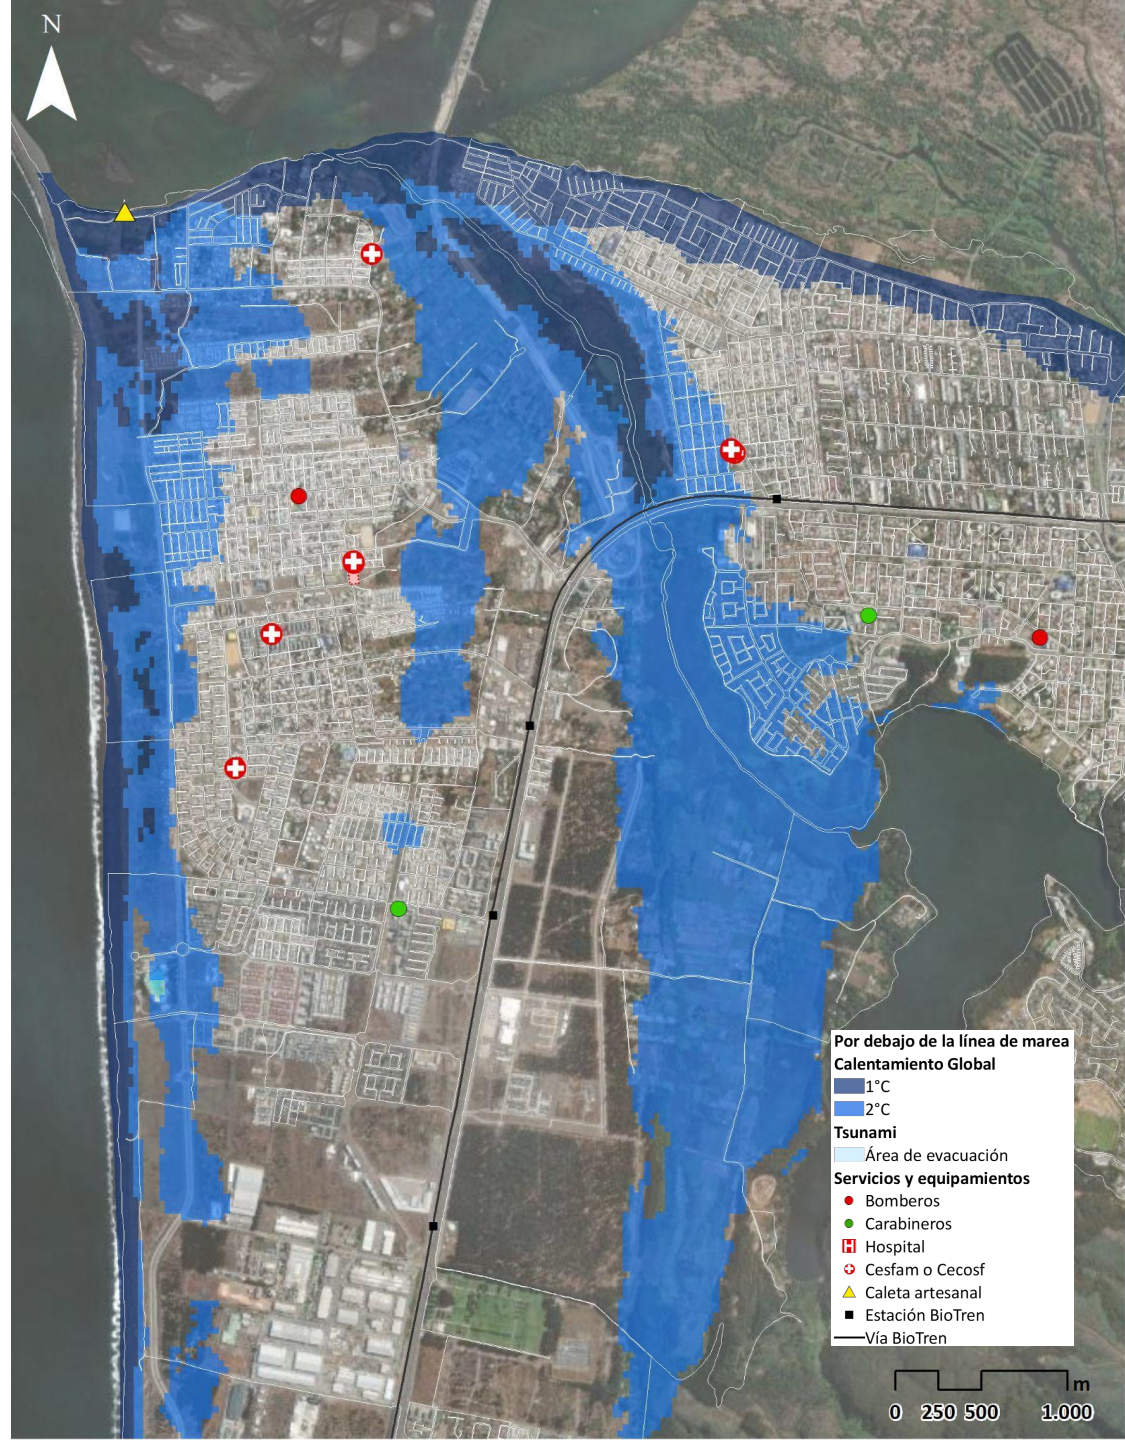 N
Por debajo de la línea de marea
Calentamiento Global
1°C
2°C
Tsunami
Área de evacuación
Servicios y equipamientos
Bomberos
Carabineros
H Hospital
Cesfam o Cecosf
Caleta artesanal
Estación BioTren
Vía BioTren
m
0 250 500 1.000